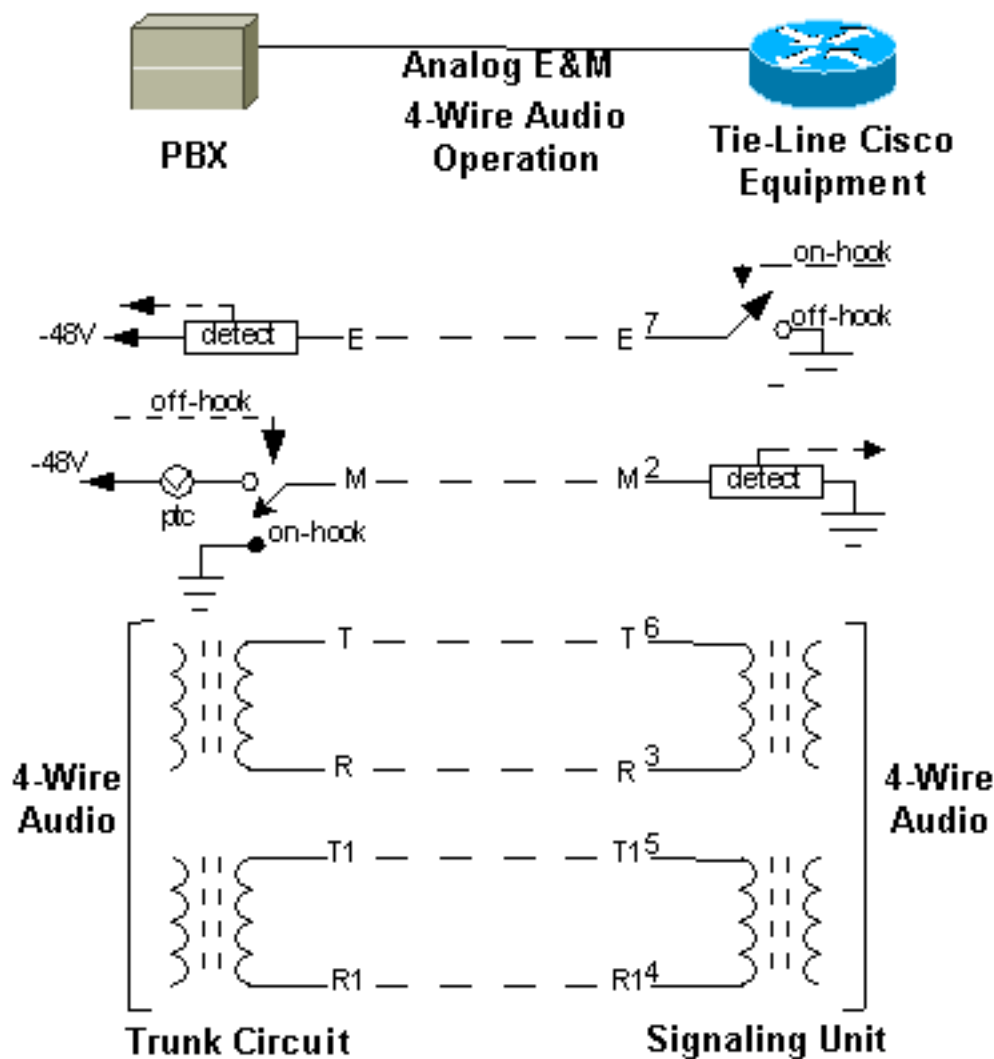 Analog E&M
4-Wire Audio
Operation
PBX
Tie-Line Cisco
Equipment
on-hook
-48V
detect
E
E
7
off-hook
off-hook
-48V
ptc
M
M
2
detect
on-hook
T
T
6
4-Wire
Audio
R
R
3
4-Wire
Audio
T1
T1
5
R1
R1
4
Trunk Circuit
Signaling Unit